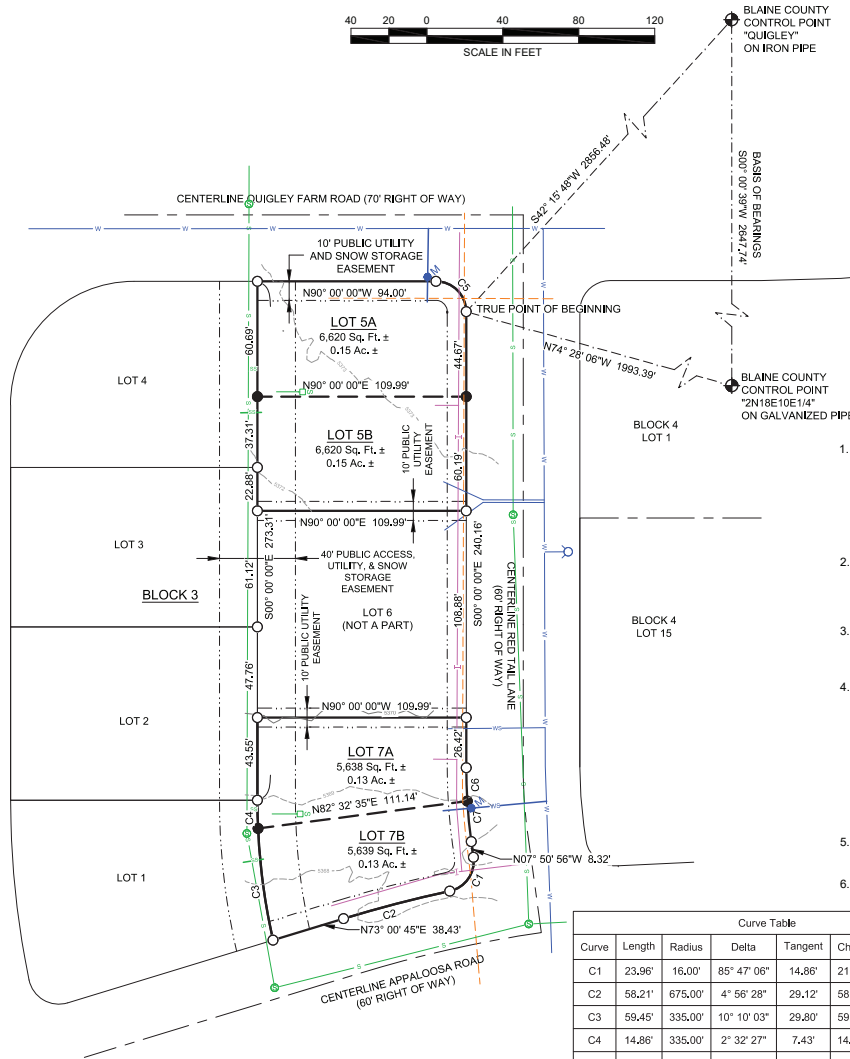 40 20 0 40 80 120
SCALE IN FEET
BLAINE COUNTY
CONTROL POINT
"QUIGLEY"
ON IRON PIPE
S42° 15' 48"W 2856.48'
BASIS OF BEARINGS
S00° 00' 39"W 2647.74'
CENTERLINE QUIGLEY FARM ROAD (70' RIGHT OF WAY)
10' PUBLIC UTILITY
AND SNOW STORAGE
EASEMENT
M
C5
N90° 00' 00"W 94.00'
TRUE POINT OF BEGINNING
N74° 28' 06"W 1993.39'
LOT 5A
6,620 Sq. Ft. ±
0.15 Ac. ±
60.69'
44.67'
N90° 00' 00"E 109.99'
LOT 4
BLAINE COUNTY
CONTROL POINT
"2N18E10E1/4"
ON GALVANIZED PIPE
BLOCK 4
LOT 1
LOT 5B
6,620 Sq. Ft. ±
0.15 Ac. ±
37.31'
22.88'
10' PUBLIC
UTILITY
EASEMENT
60.19'
N90° 00' 00"E 109.99'
1.
LOT 3
61.12'
S00° 00' 00"E 273.31'
40' PUBLIC ACCESS,
UTILITY, & SNOW
STORAGE
EASEMENT
BLOCK 3
LOT 6
(NOT A PART)
108.88'
S00° 00' 00"E 240.16'
CENTERLINE RED TAIL LANE
(60' RIGHT OF WAY)
2.
3.
BLOCK 4
LOT 15
10' PUBLIC UTILITY
EASEMENT
47.76'
N90° 00' 00"W 109.99'
4.
LOT 2
43.55'
26.42'
LOT 7A
5,638 Sq. Ft. ±
0.13 Ac. ±
C6
N82° 32' 35"E 111.14'
C4
C7
M
LOT 7B
5,639 Sq. Ft. ±
0.13 Ac. ±
N07° 50' 56"W 8.32'
LOT 1
C3
C1
C2
N73° 00' 45"E 38.43'
5.
6.
CENTERLINE APPALOOSA ROAD
(60' RIGHT OF WAY)
Curve Table
Curve Length Radius Delta Tangent
C1 23.96' 16.00' 85° 47' 06" 14.86'
C2 58.21' 675.00' 4° 56' 28" 29.12'
C3 59.45' 335.00' 10° 10' 03" 29.80'
C4 14.86' 335.00' 2° 32' 27" 7.43'